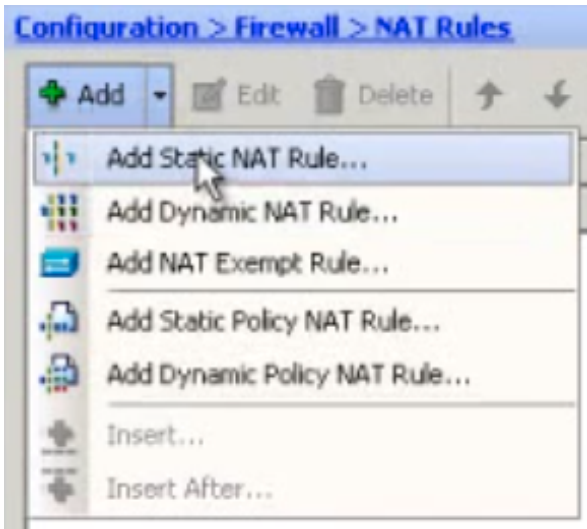 Configuration > Firewall > NAT Rules
Add Edit Delete
Add Static NAT Rule...
Add Dynamic NAT Rule...
Add NAT Exempt Rule...
Add Static Policy NAT Rule...
Add Dynamic Policy NAT Rule...
Insert...
Insert After...